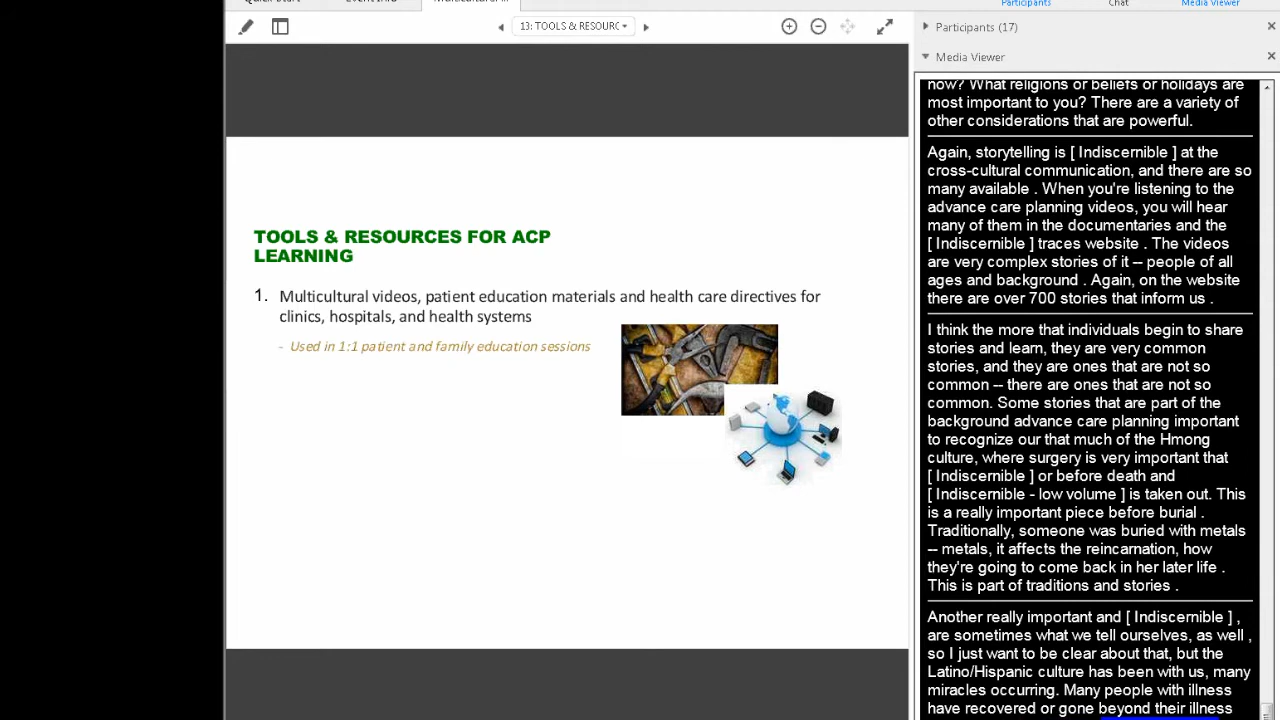 Quick Start Event Info Multicultural ...
Participants Chat Media Viewer
13: TOOLS & RESOURC
Participants (17)
Media Viewer
TOOLS & RESOURCES FOR ACP
LEARNING
1. Multicultural videos, patient education materials and health care directives for
clinics, hospitals, and health systems
- Used in 1:1 patient and family education sessions
now? What religions or beliefs or holidays are
most important to you? There are a variety of
other considerations that are powerful.
Again, storytelling is [ Indiscernible ] at the
cross-cultural communication, and there are so
many available . When you're listening to the
advance care planning videos, you will hear
many of them in the documentaries and the
[ Indiscernible ] traces website . The videos
are very complex stories of it -- people of all
ages and background . Again, on the website
there are over 700 stories that inform us .
I think the more that individuals begin to share
stories and learn, they are very common
stories, and they are ones that are not so
common -- there are ones that are not so
common. Some stories that are part of the
background advance care planning important
to recognize our that much of the Hmong
culture, where surgery is very important that
[ Indiscernible ] or before death and
[ Indiscernible - low volume ] is taken out. This
is a really important piece before burial .
Traditionally, someone was buried with metals
-- metals, it affects the reincarnation, how
they're going to come back in her later life .
This is part of traditions and stories .
Another really important and [ Indiscernible ] ,
are sometimes what we tell ourselves, as well ,
so I just want to be clear about that, but the
Latino/Hispanic culture has been with us, many
miracles occurring. Many people with illness
have recovered or gone beyond their illness